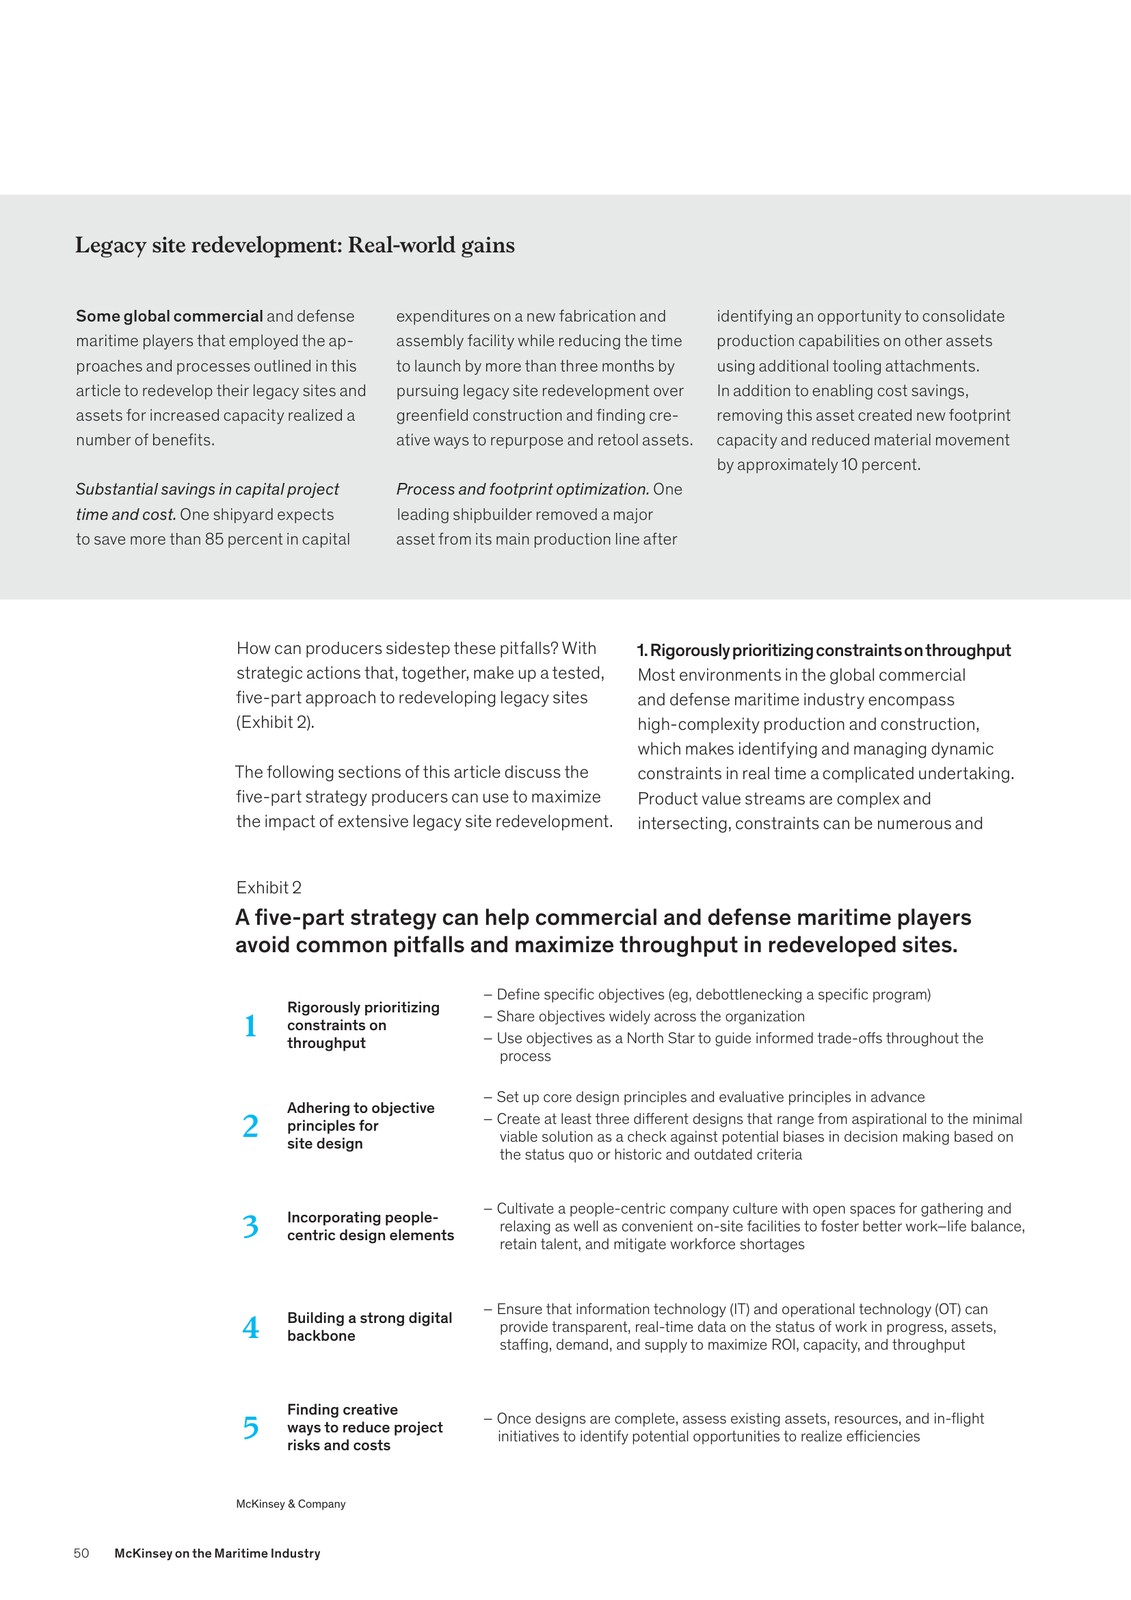 Legacy site redevelopment: Real-world gains
Some global commercial and defense
maritime players that employed the ap-
proaches and processes outlined in this
article to redevelop their legacy sites and
assets for increased capacity realized a
number of benefits.
Substantial savings in capital project
time and cost. One shipyard expects
to save more than 85 percent in capital
expenditures on a new fabrication and
assembly facility while reducing the time
to launch by more than three months by
pursuing legacy site redevelopment over
greenfield construction and finding cre-
ative ways to repurpose and retool assets.
Process and footprint optimization. One
leading shipbuilder removed a major
asset from its main production line after
identifying an opportunity to consolidate
production capabilities on other assets
using additional tooling attachments.
In addition to enabling cost savings,
removing this asset created new footprint
capacity and reduced material movement
by approximately 10 percent.
How can producers sidestep these pitfalls? With
strategic actions that, together, make up a tested,
five-part approach to redeveloping legacy sites
(Exhibit 2).
The following sections of this article discuss the
five-part strategy producers can use to maximize
the impact of extensive legacy site redevelopment.
1. Rigorously prioritizing constraints on throughput
Most environments in the global commercial
and defense maritime industry encompass
high-complexity production and construction,
which makes identifying and managing dynamic
constraints in real time a complicated undertaking.
Product value streams are complex and
intersecting, constraints can be numerous and
Exhibit 2
A five-part strategy can help commercial and defense maritime players
avoid common pitfalls and maximize throughput in redeveloped sites.
1
Rigorously prioritizing
constraints on
throughput
– Define specific objectives (eg, debottlenecking a specific program)
– Share objectives widely across the organization
– Use objectives as a North Star to guide informed trade-offs throughout the
process
2
Adhering to objective
principles for
site design
– Set up core design principles and evaluative principles in advance
– Create at least three different designs that range from aspirational to the minimal
viable solution as a check against potential biases in decision making based on
the status quo or historic and outdated criteria
3
Incorporating people-
centric design elements
– Cultivate a people-centric company culture with open spaces for gathering and
relaxing as well as convenient on-site facilities to foster better work–life balance,
retain talent, and mitigate workforce shortages
4
Building a strong digital
backbone
– Ensure that information technology (IT) and operational technology (OT) can
provide transparent, real-time data on the status of work in progress, assets,
staffing, demand, and supply to maximize ROI, capacity, and throughput
5
Finding creative
ways to reduce project
risks and costs
– Once designs are complete, assess existing assets, resources, and in-flight
initiatives to identify potential opportunities to realize efficiencies
McKinsey & Company
50 McKinsey on the Maritime Industry